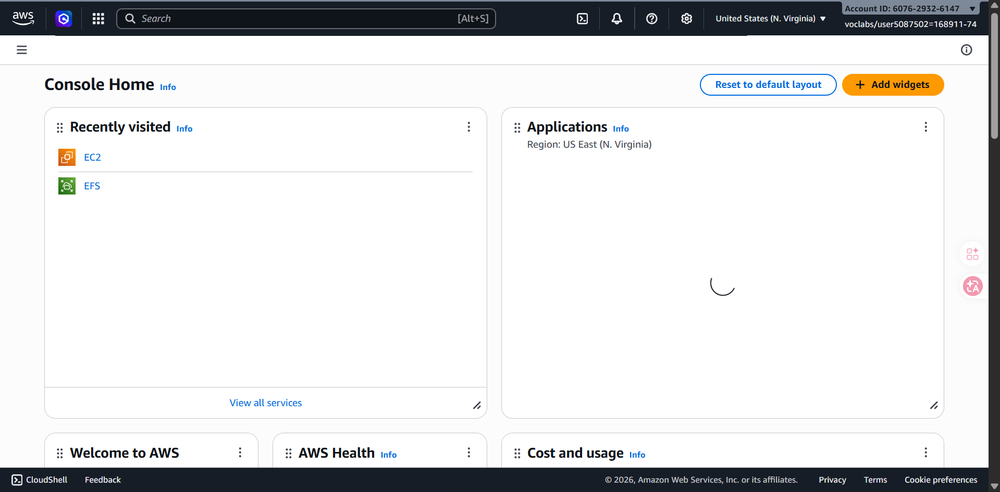 aws
Search
[Alt+S]
United States (N. Virginia)
Account ID: 6076-2932-6147
voclabs/user5087502=168911-74
Console Home Info
Reset to default layout
Add widgets
Recently visited Info
EC2
EFS
View all services
Applications Info
Region: US East (N. Virginia)
Welcome to AWS
AWS Health Info
Cost and usage Info
CloudShell
Feedback
© 2026, Amazon Web Services, Inc. or its affiliates.
Privacy
Terms
Cookie preferences